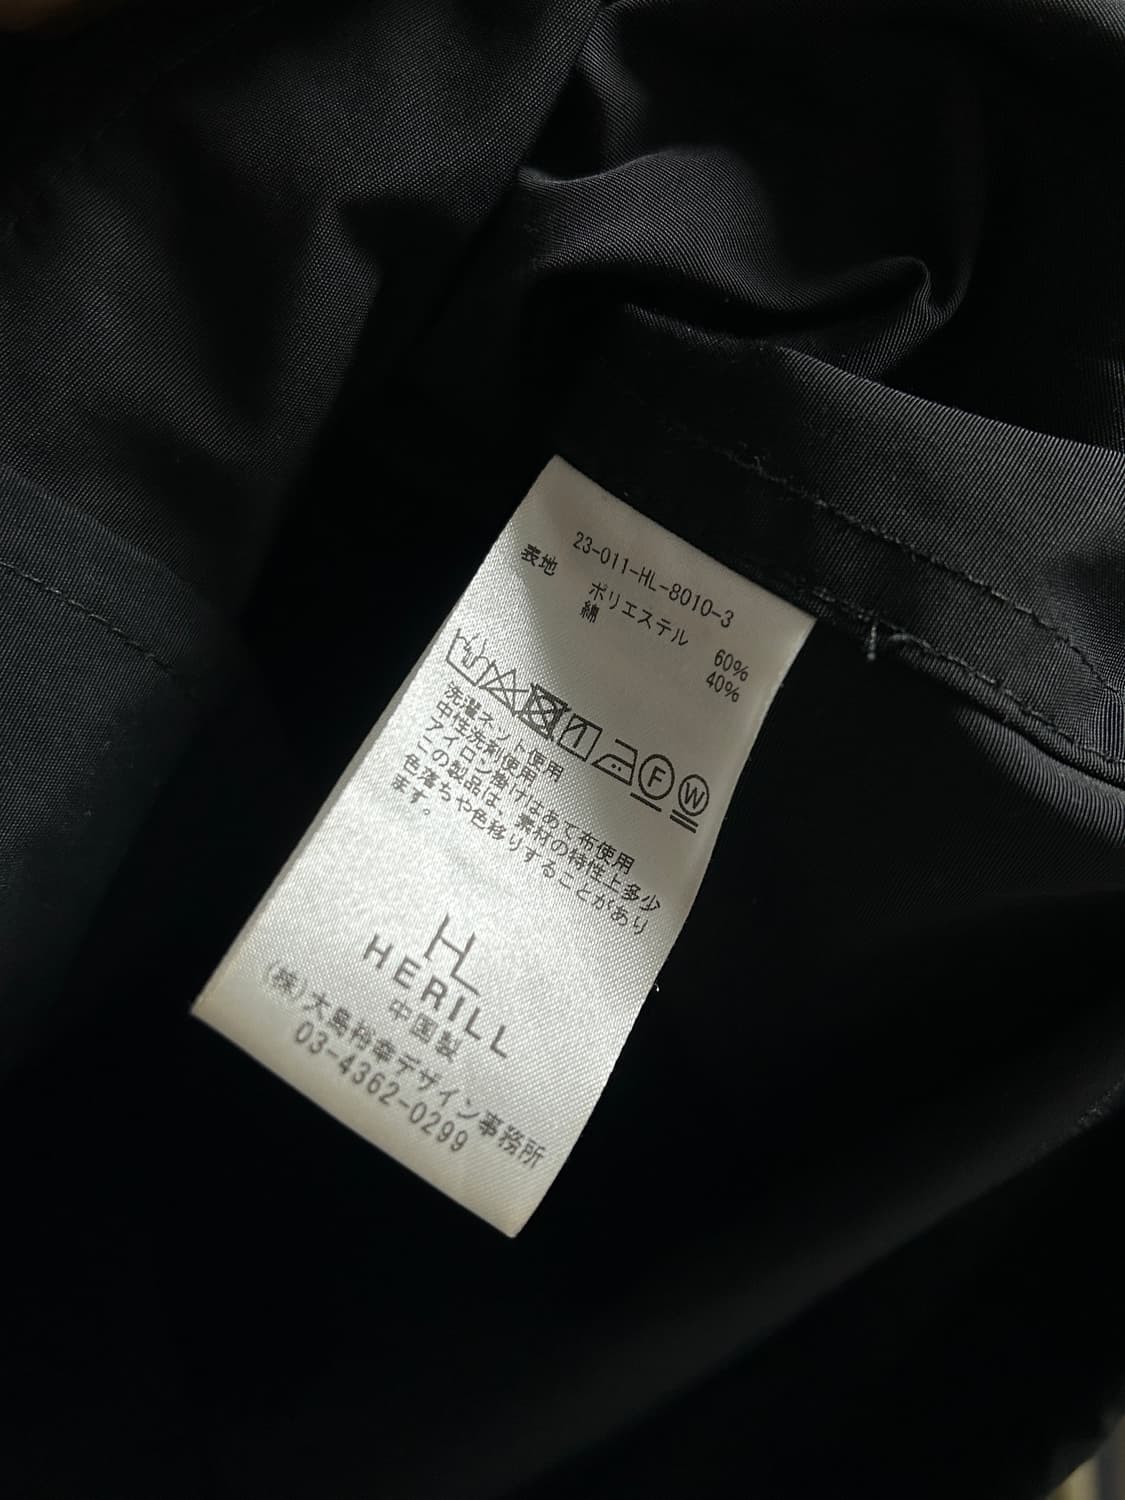 23-011-HL-8010-3
表地 ポリエステル 60%
綿 40%
F W
洗濯ネット使用
中性洗剤使用
アイロン掛けはあて布使用
この製品は、素材の特性上多少
色落ちや色移りすることがあり
ます。
HL
HERILL
中国製
(株)大島裕幸デザイン事務所
03-4362-0299